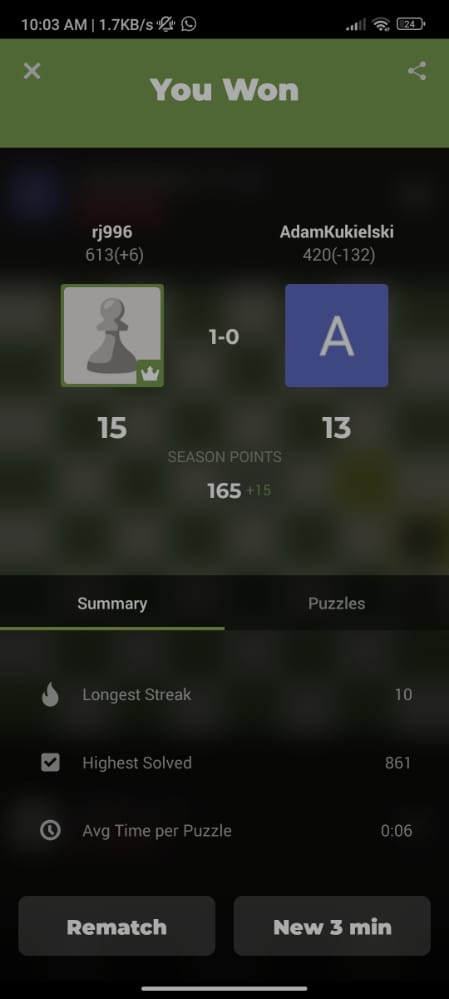 10:03 AM | 1.7KB/s
24
You Won
rj996
AdamKukielski
613(+6)
420(-132)
1-0
A
15
13
SEASON POINTS
165 +15
Summary
Puzzles
Longest Streak
10
Highest Solved
861
Avg Time per Puzzle
0:06
Rematch
New 3 min